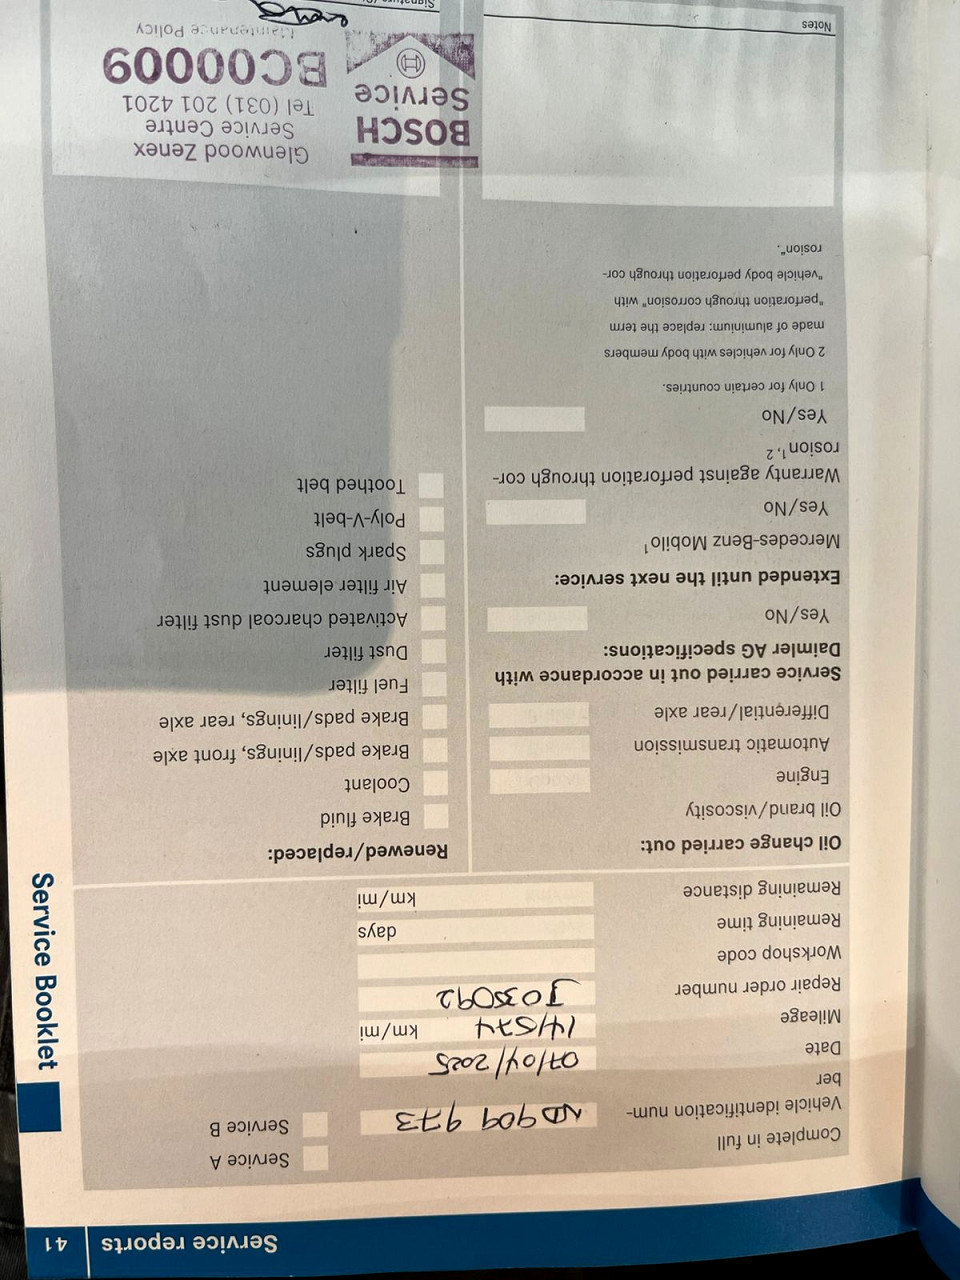 Service reports 41
Service Booklet
Complete in full
Vehicle identification num-
ber
ND 909 973
Service A
Service B
Date 07/04/2025
Mileage 141574 km/mi
Repair order number J035092
Workshop code
Remaining time days
Remaining distance km/mi
Oil change carried out:
Oil brand/viscosity
Engine
Automatic transmission
Differential/rear axle
Service carried out in accordance with
Daimler AG specifications:
Yes/No
Extended until the next service:
Mercedes-Benz Mobilo1
Yes/No
Warranty against perforation through cor-
rosion1, 2
Yes/No
1 Only for certain countries.
2 Only for vehicles with body members
made of aluminium: replace the term
"perforation through corrosion" with
"vehicle body perforation through cor-
rosion".
Renewed/replaced:
Brake fluid
Coolant
Brake pads/linings, front axle
Brake pads/linings, rear axle
Fuel filter
Dust filter
Activated charcoal dust filter
Air filter element
Spark plugs
Poly-V-belt
Toothed belt
Notes
BOSCH
Service
Glenwood Zenex
Service Centre
Tel (031) 201 4201
BC00009
Maintenance Policy